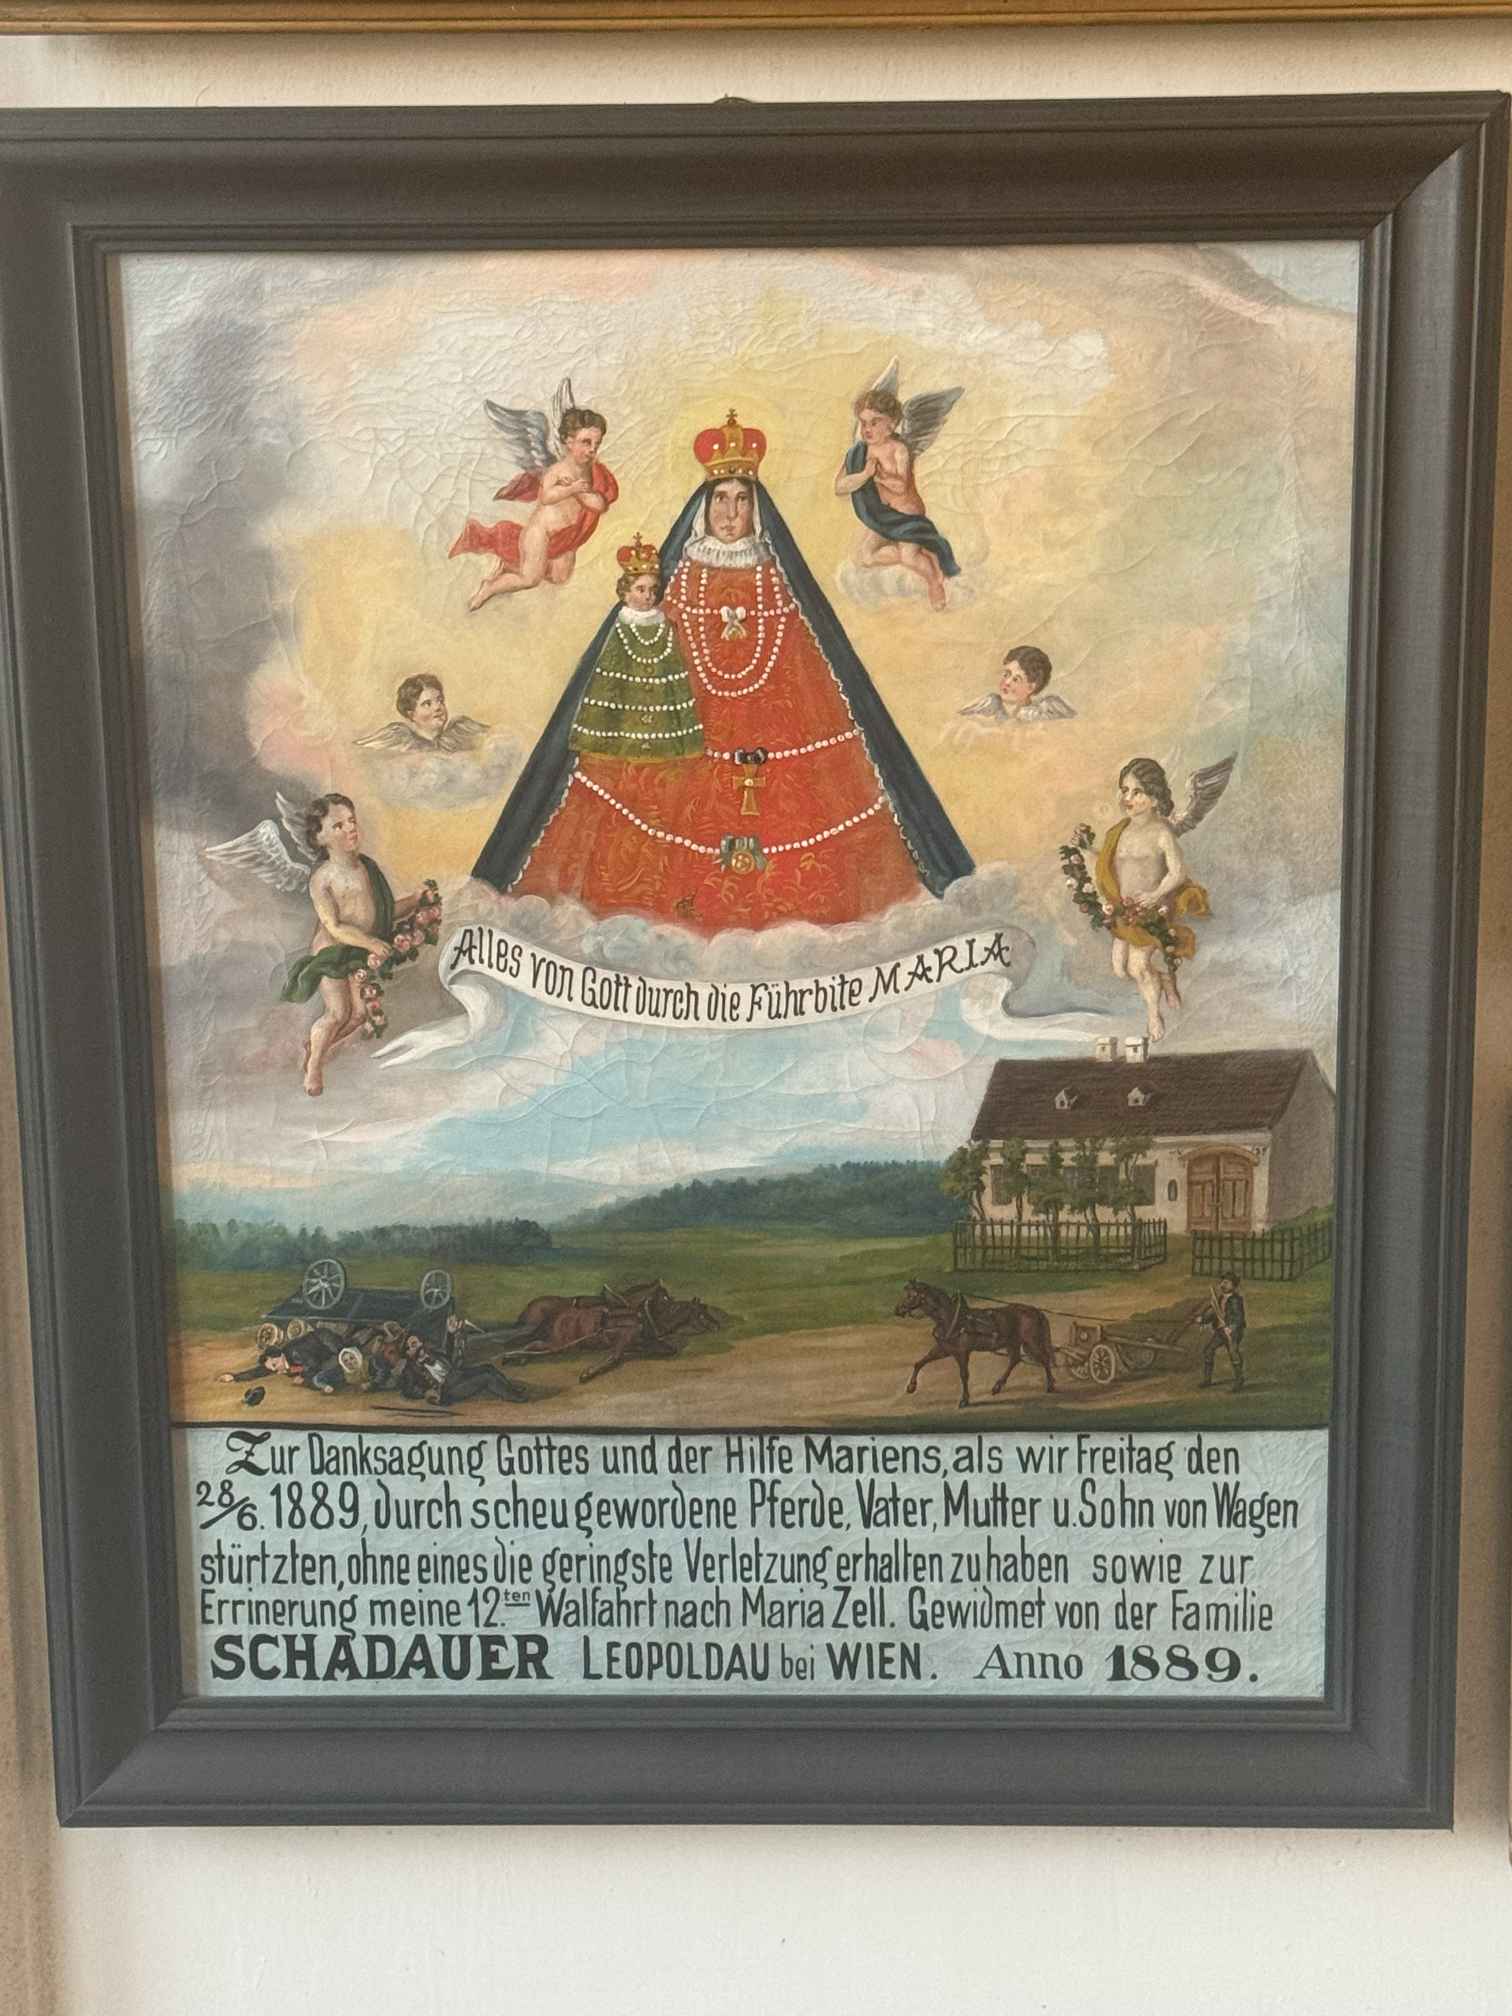 Alles von Gott durch die Führbite MARIA
Zur Danksagung Gottes und der Hilfe Mariens, als wir Freitag den
28/6. 1889, durch scheu gewordene Pferde, Vater, Mutter u. Sohn von Wagen
stürtzten, ohne eines die geringste Verletzung erhalten zu haben sowie zur
Errinerung meine 12.ten Walfahrt nach Maria Zell. Gewidmet von der Familie
SCHADAUER LEOPOLDAU bei WIEN. Anno 1889.